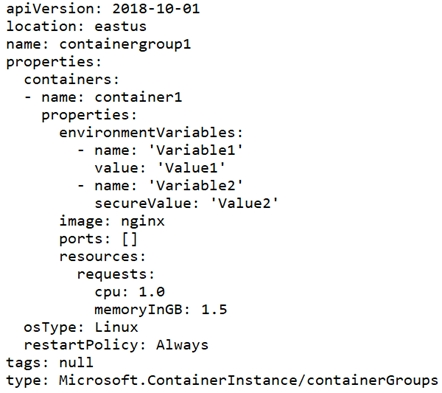 apiVersion: 2018-10-01
location: eastus
name: containergroup1
properties:
  containers:
  - name: container1
    properties:
      environmentVariables:
        - name: 'Variable1'
          value: 'Value1'
        - name: 'Variable2'
          secureValue: 'Value2'
      image: nginx
      ports: []
      resources:
        requests:
          cpu: 1.0
          memoryInGB: 1.5
  osType: Linux
  restartPolicy: Always
tags: null
type: Microsoft.ContainerInstance/containerGroups